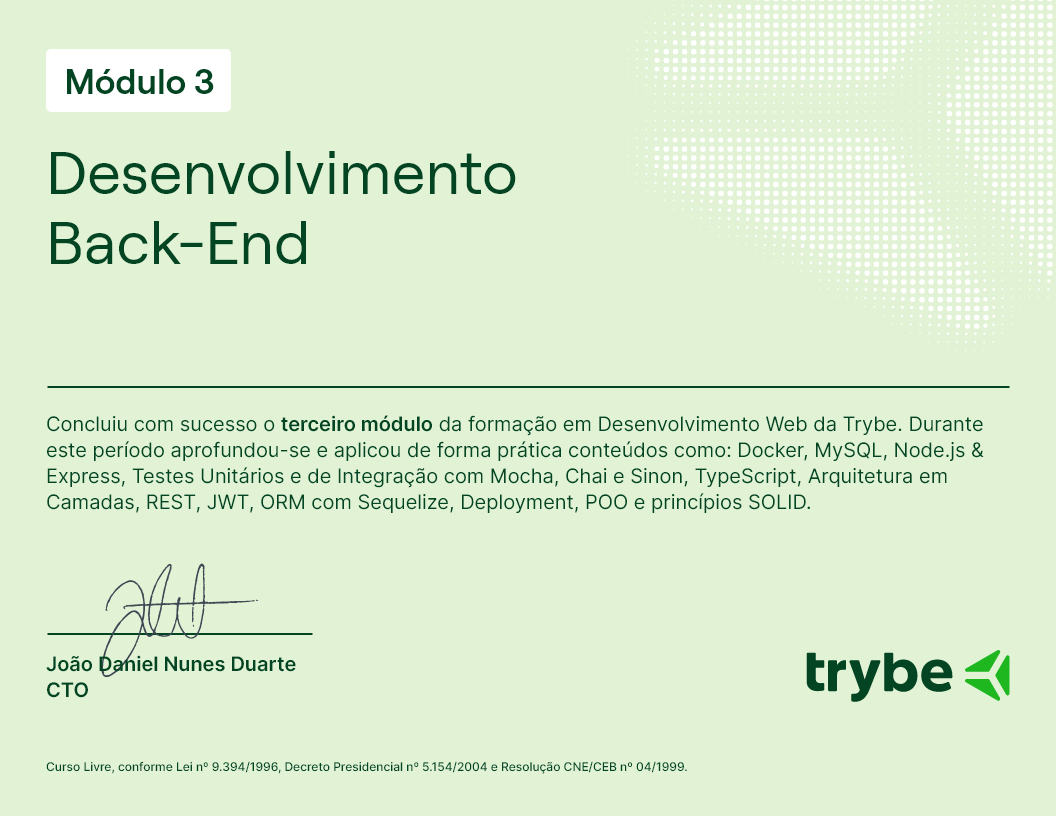 Módulo 3
Desenvolvimento
Back-End
Concluiu com sucesso o terceiro módulo da formação em Desenvolvimento Web da Trybe. Durante
este período aprofundou-se e aplicou de forma prática conteúdos como: Docker, MySQL, Node.js &
Express, Testes Unitários e de Integração com Mocha, Chai e Sinon, TypeScript, Arquitetura em
Camadas, REST, JWT, ORM com Sequelize, Deployment, POO e princípios SOLID.
João Daniel Nunes Duarte
CTO
trybe
Curso Livre, conforme Lei nº 9.394/1996, Decreto Presidencial nº 5.154/2004 e Resolução CNE/CEB nº 04/1999.